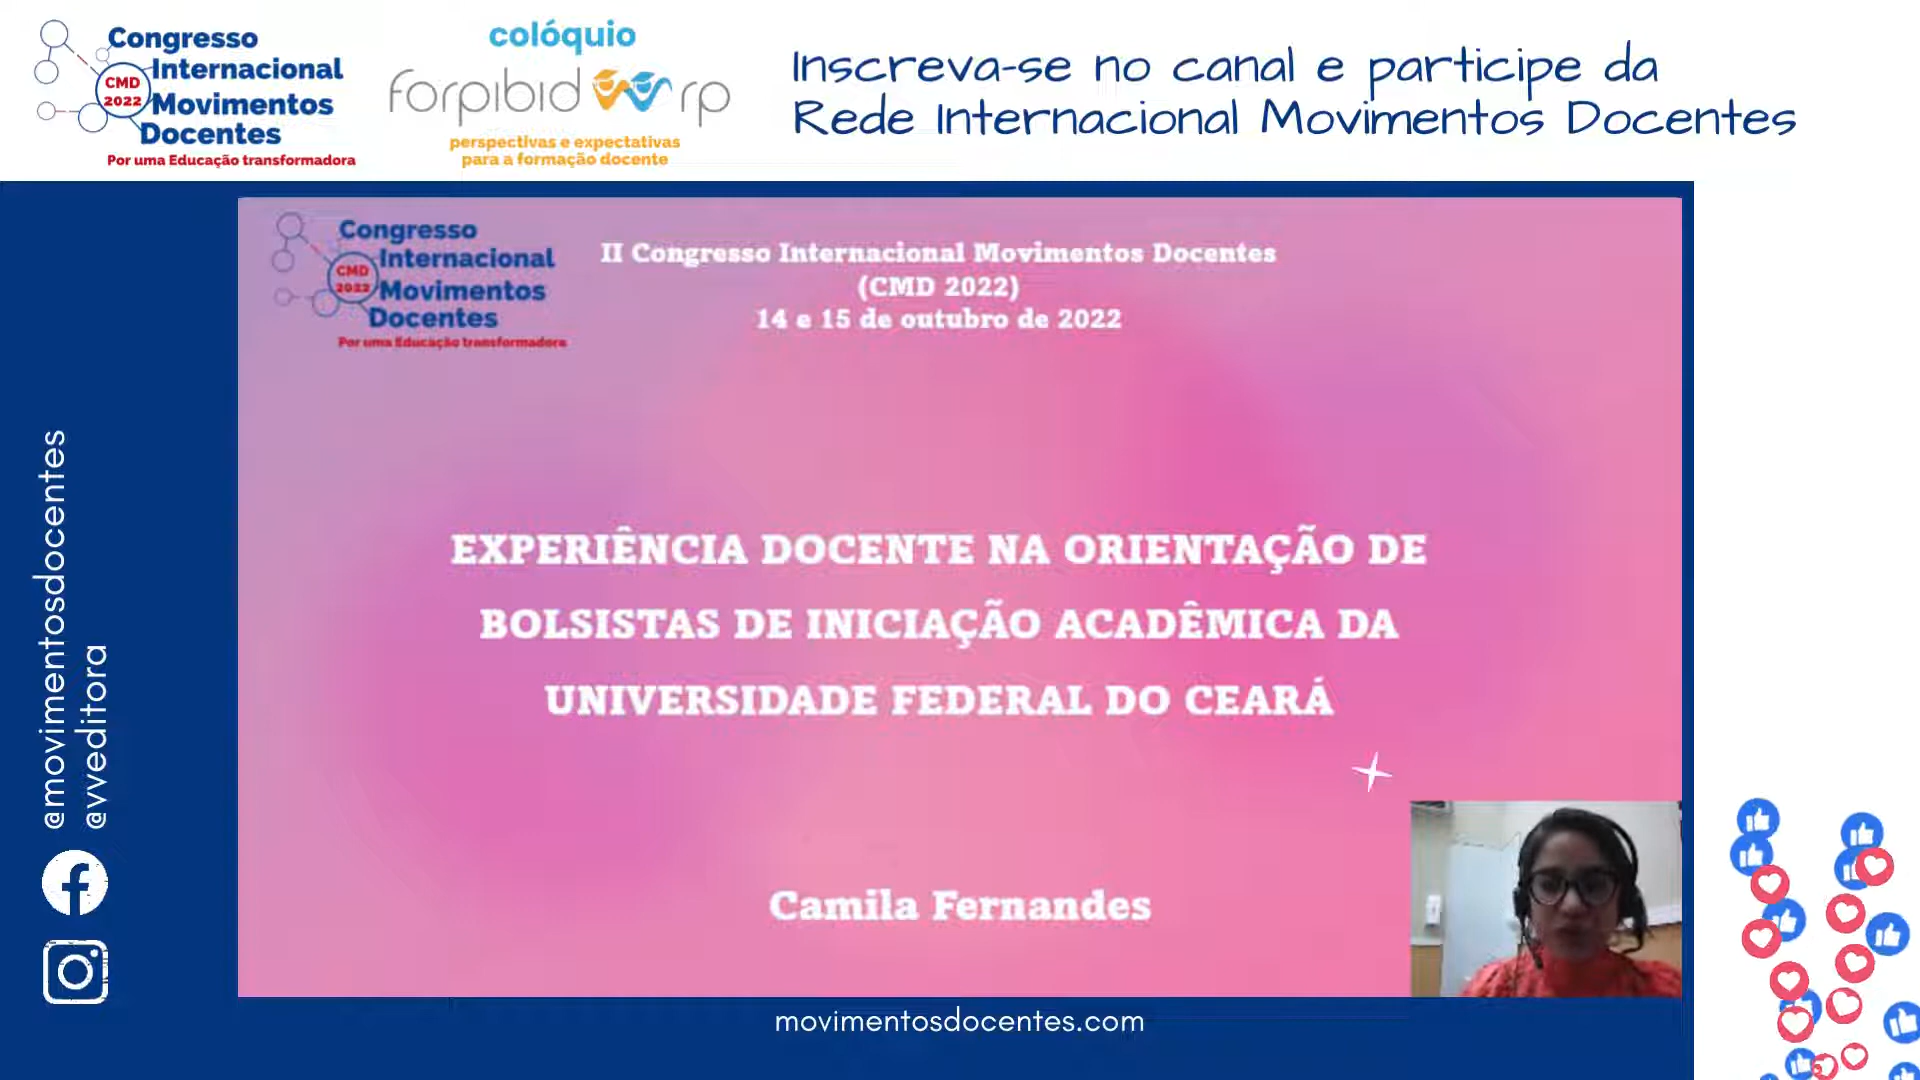 Congresso
Internacional
CMD
2022
Movimentos
Docentes
Por uma Educação transformadora
colóquio
forpibid rp
perspectivas e expectativas
para a formação docente
Inscreva-se no canal e participe da
Rede Internacional Movimentos Docentes
Congresso
Internacional
CMD
2022
Movimentos
Docentes
Por uma Educação transformadora
II Congresso Internacional Movimentos Docentes
(CMD 2022)
14 e 15 de outubro de 2022
EXPERIÊNCIA DOCENTE NA ORIENTAÇÃO DE
BOLSISTAS DE INICIAÇÃO ACADÊMICA DA
UNIVERSIDADE FEDERAL DO CEARÁ
Camila Fernandes
@movimentosdocentes
@vveditora
movimentosdocentes.com